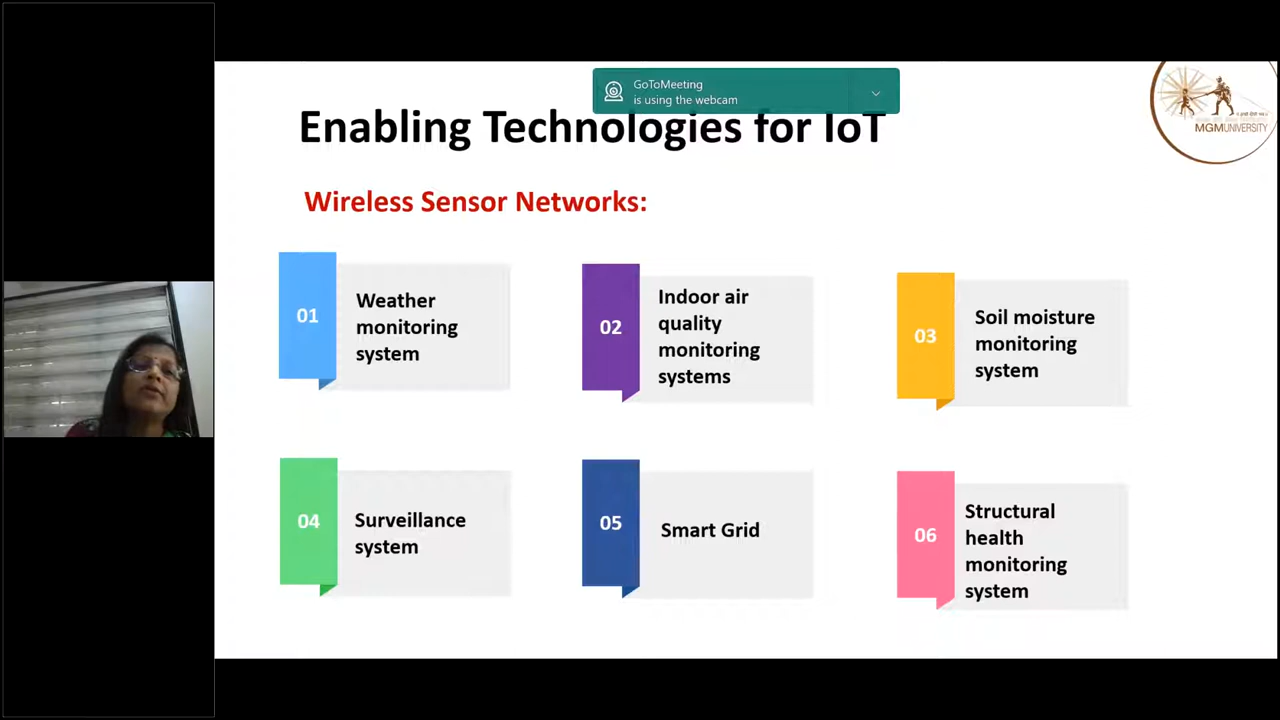 GoToMeeting
is using the webcam
Enabling Technologies for IoT
MGMUNIVERSITY
Wireless Sensor Networks:
01
Weather
monitoring
system
02
Indoor air
quality
monitoring
systems
03
Soil moisture
monitoring
system
04
Surveillance
system
05
Smart Grid
06
Structural
health
monitoring
system